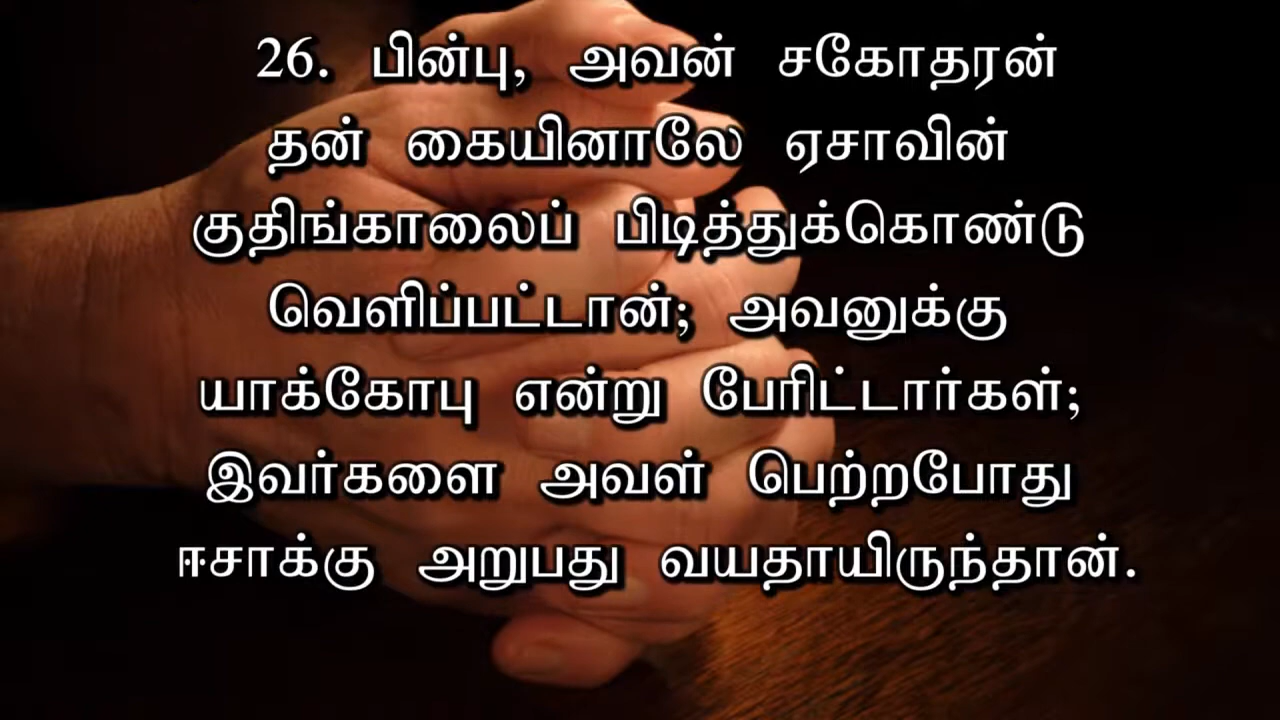 26. பின்பு, அவன் சகோதரன்
தன் கையினாலே ஏசாவின்
குதிங்காலைப் பிடித்துக்கொண்டு
வெளிப்பட்டான்; அவனுக்கு
யாக்கோபு என்று பேரிட்டார்கள்;
இவர்களை அவள் பெற்றபோது
ஈசாக்கு அறுபது வயதாயிருந்தான்.